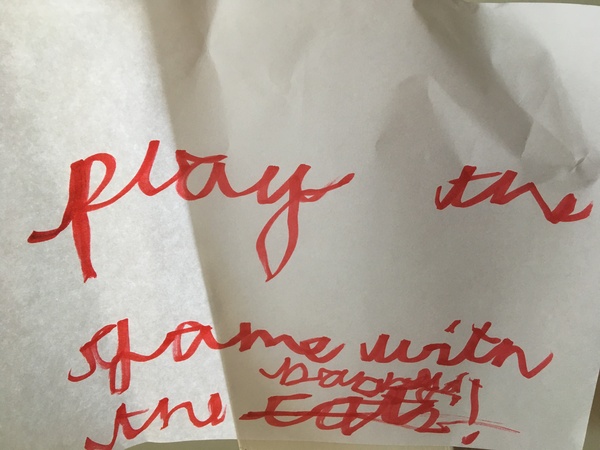 play the
game with
the cats!